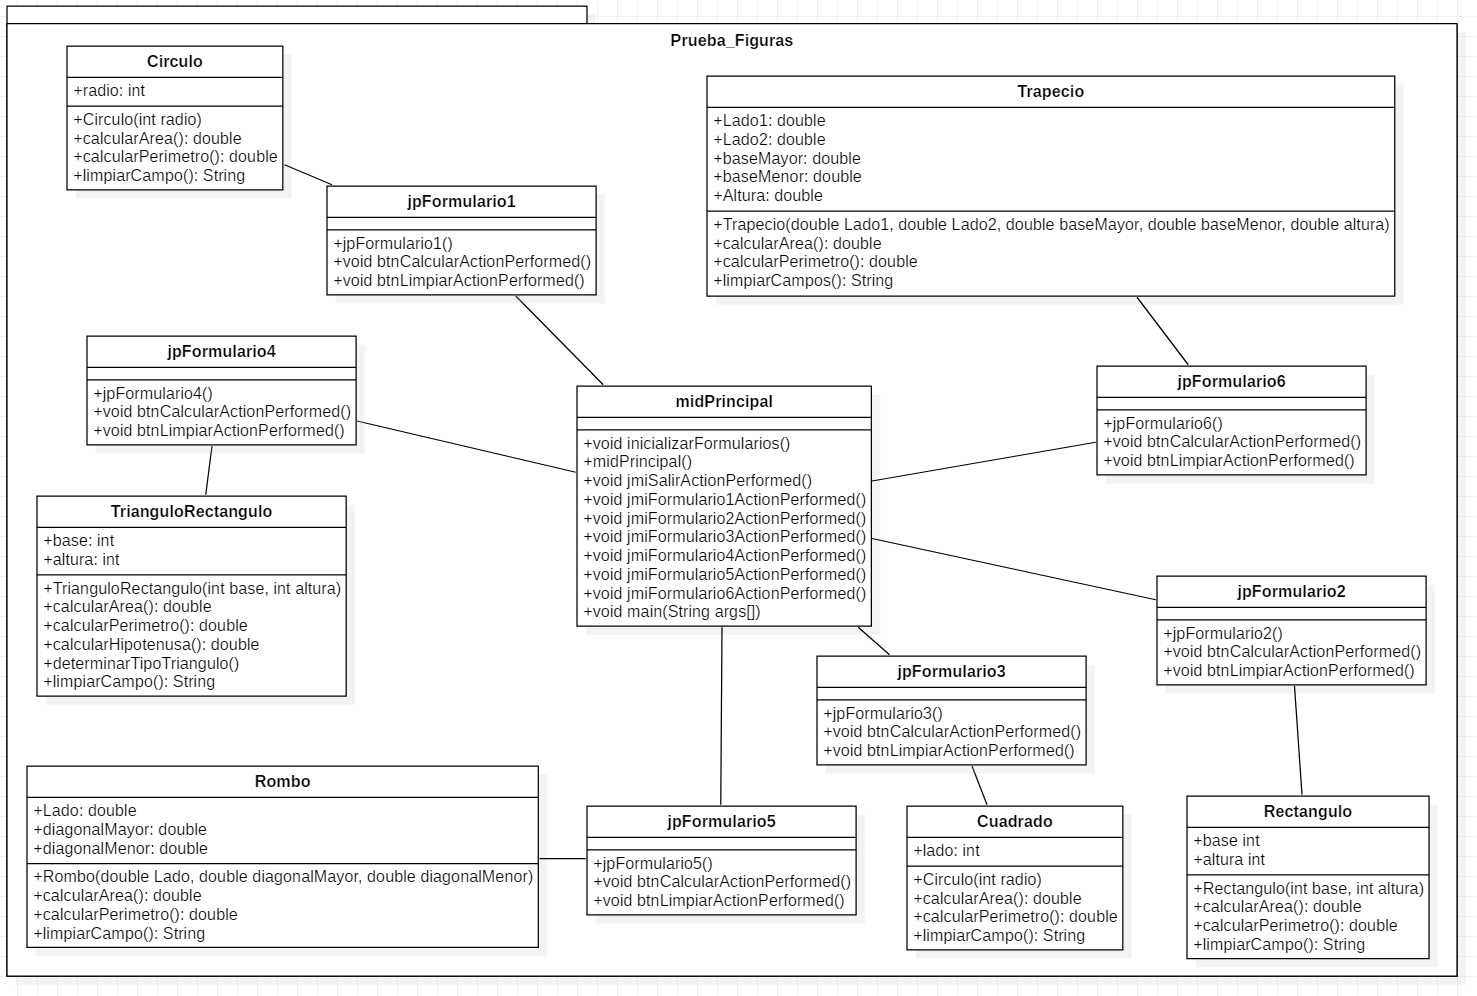 Prueba_Figuras
Circulo
+radio: int
+Circulo(int radio)
+calcularArea(): double
+calcularPerimetro(): double
+limpiarCampo(): String
Trapecio
+Lado1: double
+Lado2: double
+baseMayor: double
+baseMenor: double
+Altura: double
+Trapecio(double Lado1, double Lado2, double baseMayor, double baseMenor, double altura)
+calcularArea(): double
+calcularPerimetro(): double
+limpiarCampos(): String
jpFormulario1
+jpFormulario1()
+void btnCalcularActionPerformed()
+void btnLimpiarActionPerformed()
jpFormulario4
+jpFormulario4()
+void btnCalcularActionPerformed()
+void btnLimpiarActionPerformed()
midPrincipal
+void inicializarFormularios()
+midPrincipal()
+void jmiSalirActionPerformed()
+void jmiFormulario1ActionPerformed()
+void jmiFormulario2ActionPerformed()
+void jmiFormulario3ActionPerformed()
+void jmiFormulario4ActionPerformed()
+void jmiFormulario5ActionPerformed()
+void jmiFormulario6ActionPerformed()
+void main(String args[])
jpFormulario6
+jpFormulario6()
+void btnCalcularActionPerformed()
+void btnLimpiarActionPerformed()
TrianguloRectangulo
+base: int
+altura: int
+TrianguloRectangulo(int base, int altura)
+calcularArea(): double
+calcularPerimetro(): double
+calcularHipotenusa(): double
+determinarTipoTriangulo()
+limpiarCampo(): String
jpFormulario2
+jpFormulario2()
+void btnCalcularActionPerformed()
+void btnLimpiarActionPerformed()
jpFormulario3
+jpFormulario3()
+void btnCalcularActionPerformed()
+void btnLimpiarActionPerformed()
Rombo
+Lado: double
+diagonalMayor: double
+diagonalMenor: double
+Rombo(double Lado, double diagonalMayor, double diagonalMenor)
+calcularArea(): double
+calcularPerimetro(): double
+limpiarCampo(): String
jpFormulario5
+jpFormulario5()
+void btnCalcularActionPerformed()
+void btnLimpiarActionPerformed()
Cuadrado
+lado: int
+Circulo(int radio)
+calcularArea(): double
+calcularPerimetro(): double
+limpiarCampo(): String
Rectangulo
+base int
+altura int
+Rectangulo(int base, int altura)
+calcularArea(): double
+calcularPerimetro(): double
+limpiarCampo(): String